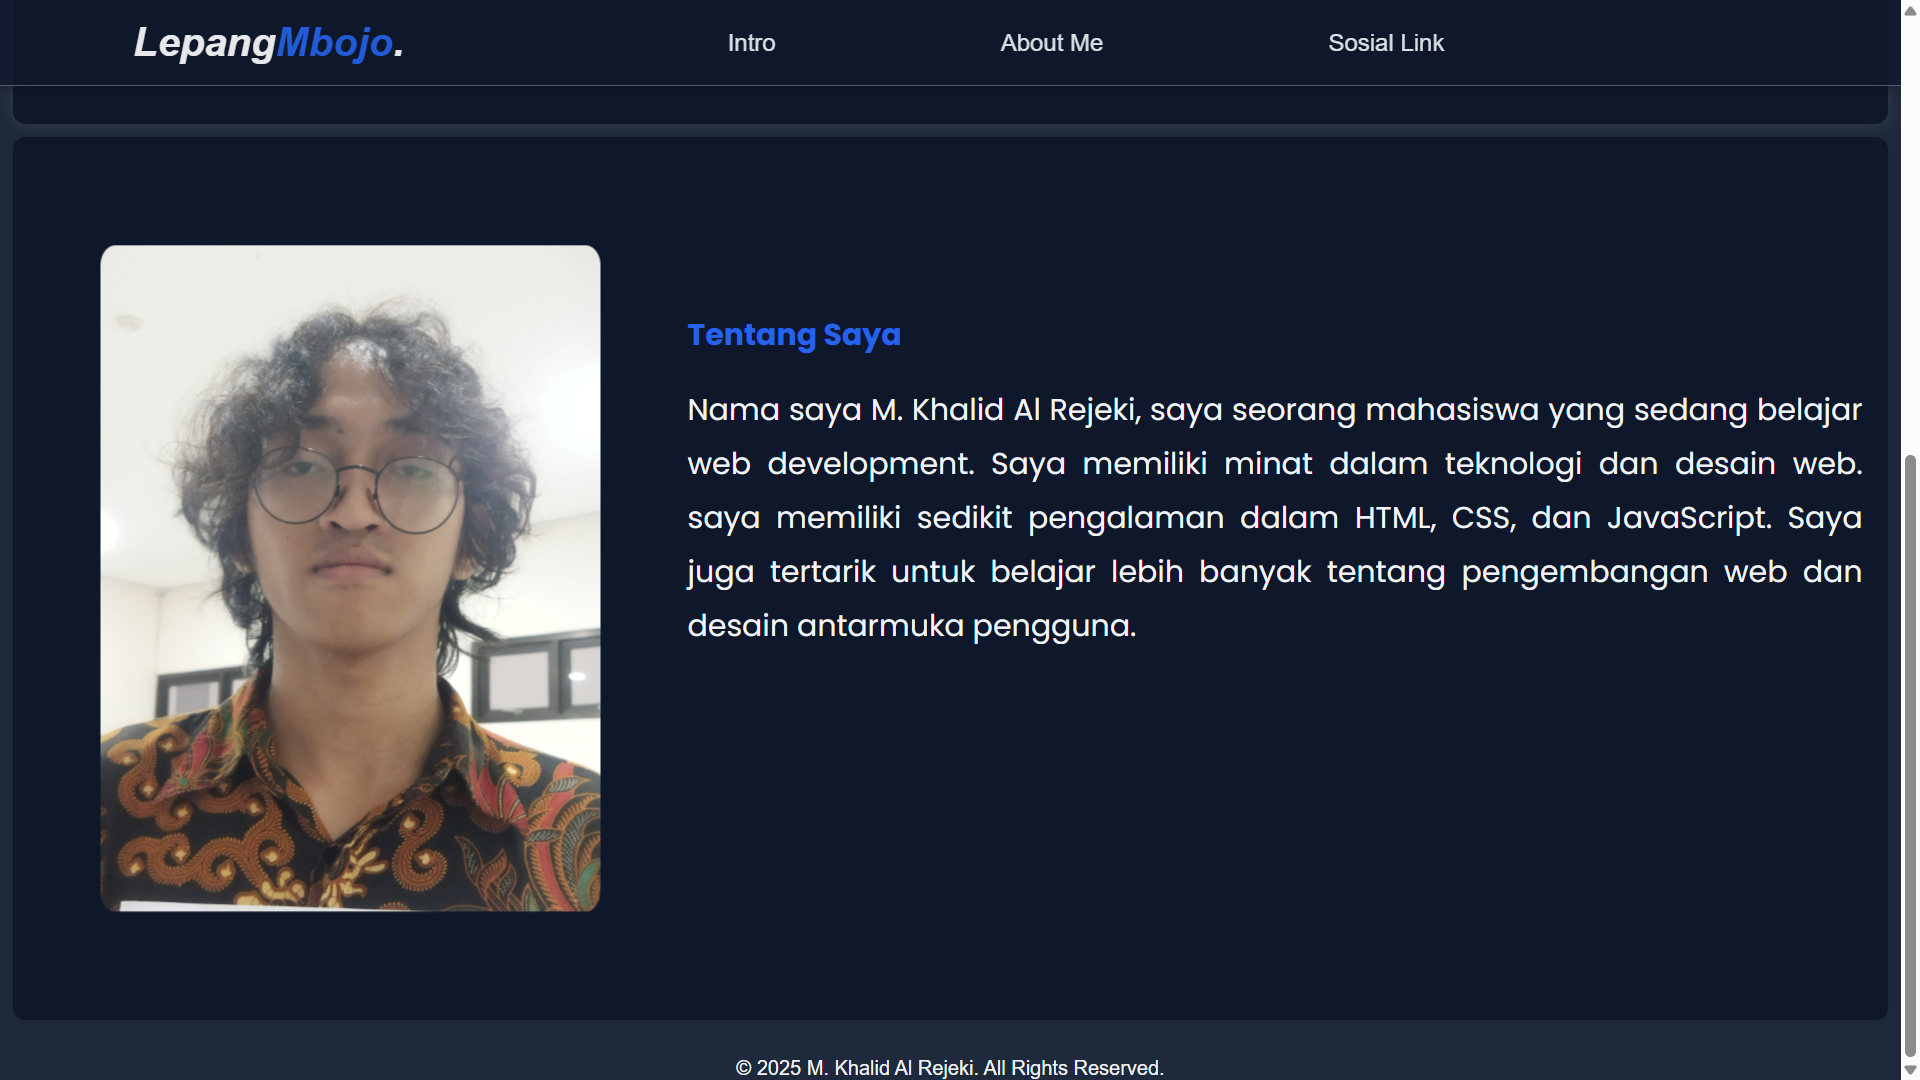 LepangMbojo.
Intro
About Me
Sosial Link
Tentang Saya
Nama saya M. Khalid Al Rejeki, saya seorang mahasiswa yang sedang belajar
web development. Saya memiliki minat dalam teknologi dan desain web.
saya memiliki sedikit pengalaman dalam HTML, CSS, dan JavaScript. Saya
juga tertarik untuk belajar lebih banyak tentang pengembangan web dan
desain antarmuka pengguna.
© 2025 M. Khalid Al Rejeki. All Rights Reserved.